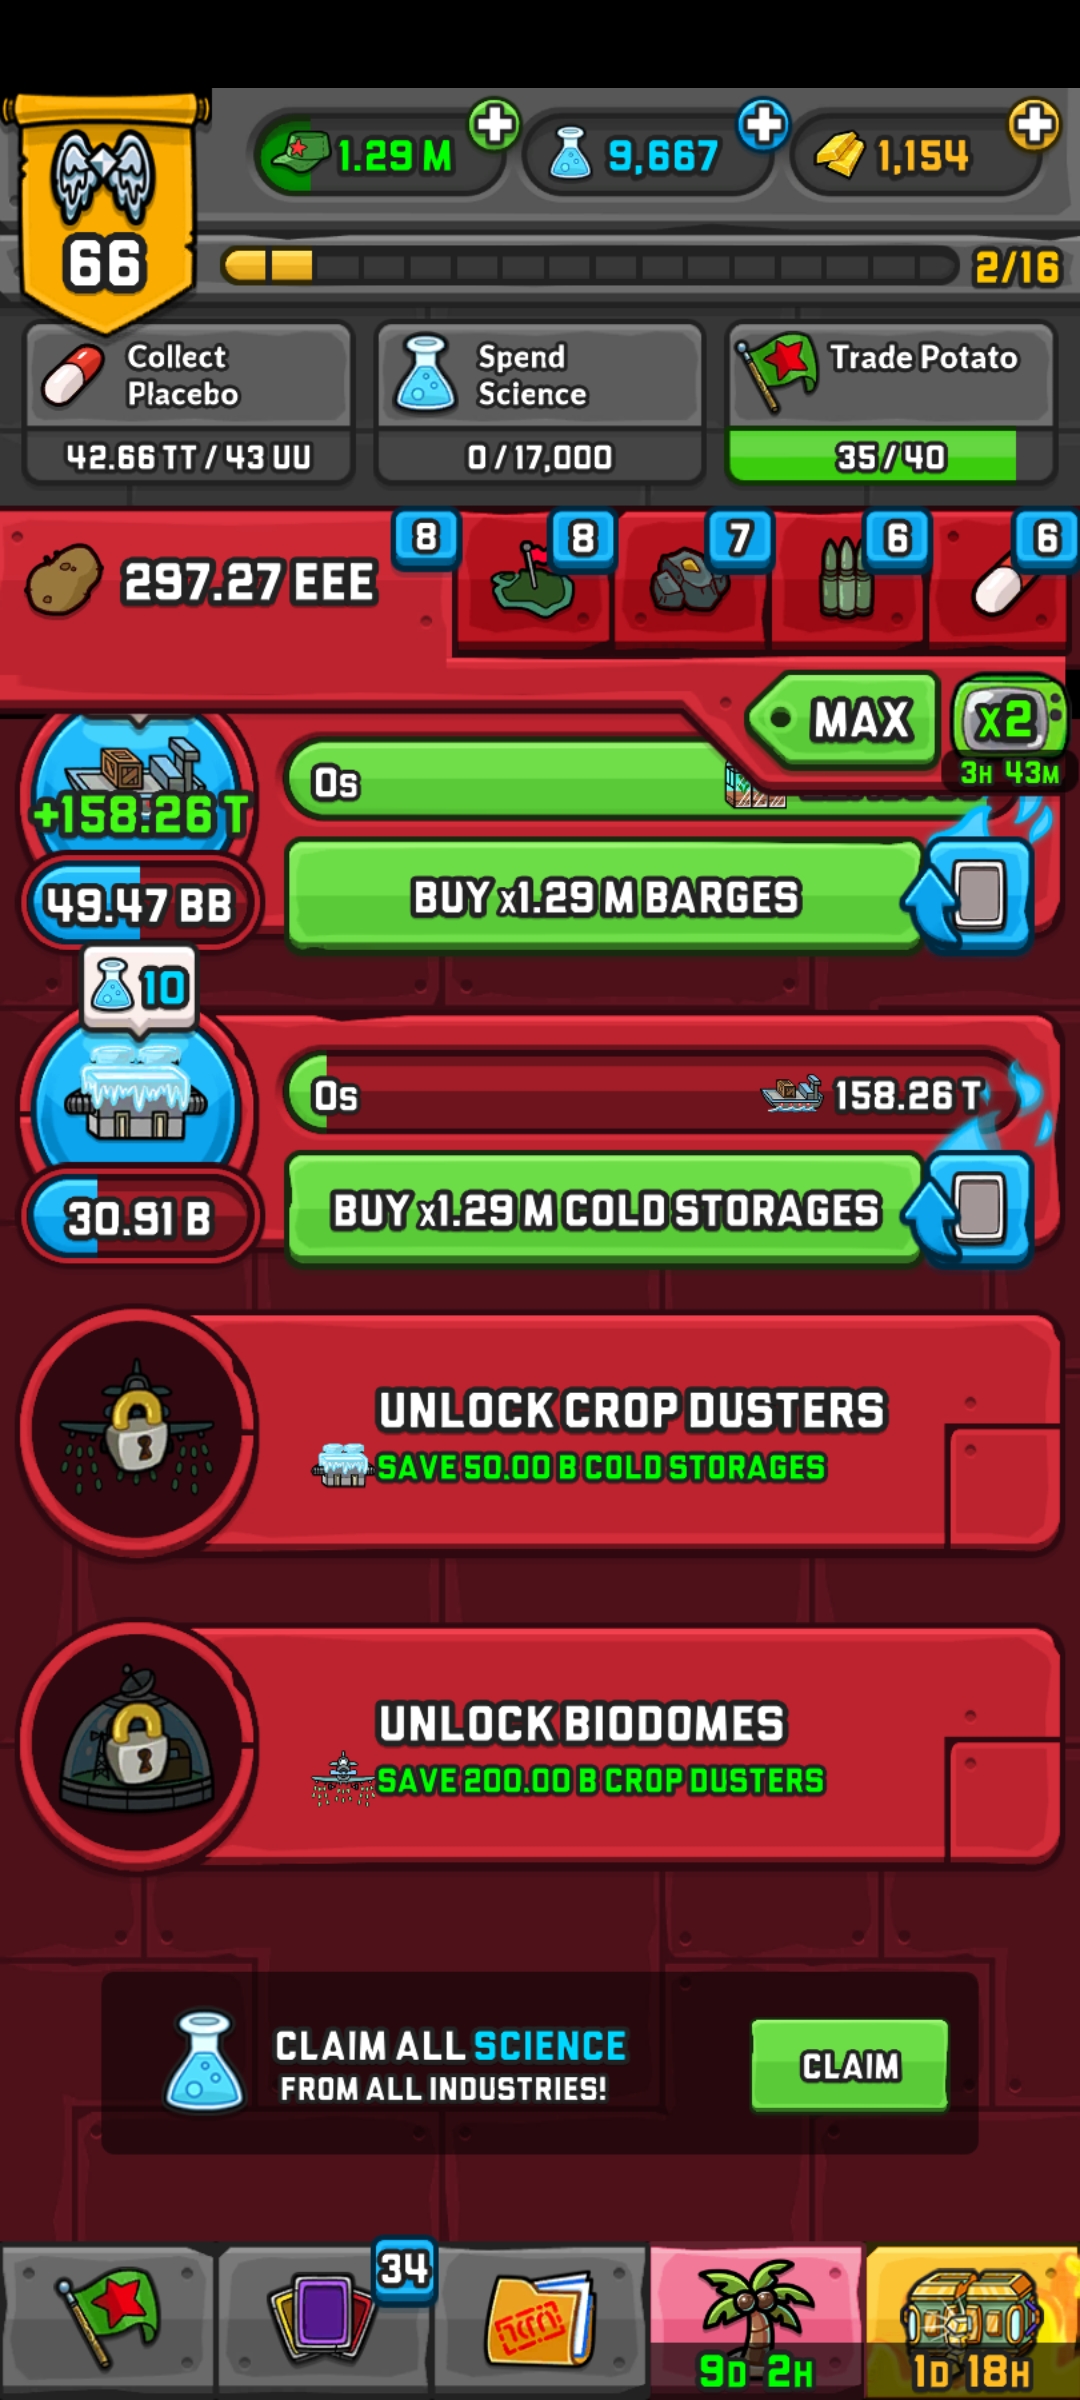 1.29 M
9,667
1,154
66
2/16
Collect
Placebo
42.66 TT / 43 UU
Spend
Science
0 / 17,000
Trade Potato
35 / 40
297.27 EEE
8
8
7
6
6
MAX
x2
3H 43M
0s
+158.26 T
49.47 BB
BUY x1.29 M BARGES
10
0s
158.26 T
30.91 B
BUY x1.29 M COLD STORAGES
UNLOCK CROP DUSTERS
SAVE 50.00 B COLD STORAGES
UNLOCK BIODOMES
SAVE 200.00 B CROP DUSTERS
CLAIM ALL SCIENCE
FROM ALL INDUSTRIES!
CLAIM
34
9D 2H
1D 18H